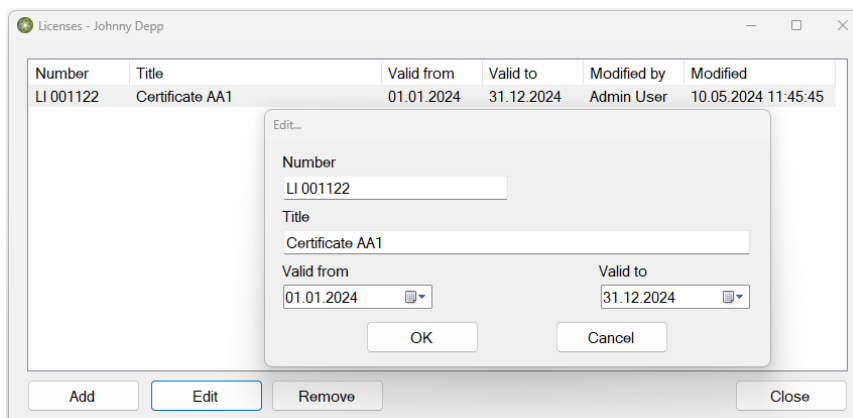 Licenses - Johnny Depp
Number Title Valid from Valid to Modified by Modified
LI 001122 Certificate AA1 01.01.2024 31.12.2024 Admin User 10.05.2024 11:45:45
Edit...
Number
LI 001122
Title
Certificate AA1
Valid from Valid to
01.01.2024 31.12.2024
OK Cancel
Add Edit Remove Close